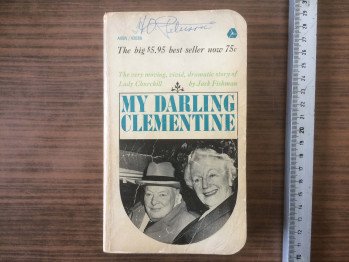 The big $5.95 best seller now 75c
The very moving, vivid, dramatic story of
Lady Churchill by Jack Fishman
MY DARLING
CLEMENTINE